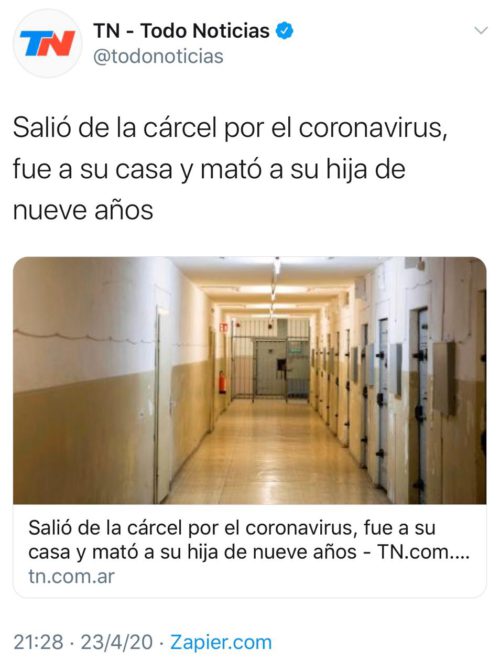 TN
TN - Todo Noticias
@todonoticias
Salió de la cárcel por el coronavirus,
fue a su casa y mató a su hija de
nueve años
Salió de la cárcel por el coronavirus, fue a su
casa y mató a su hija de nueve años - TN.com....
tn.com.ar
21:28 · 23/4/20 · Zapier.com